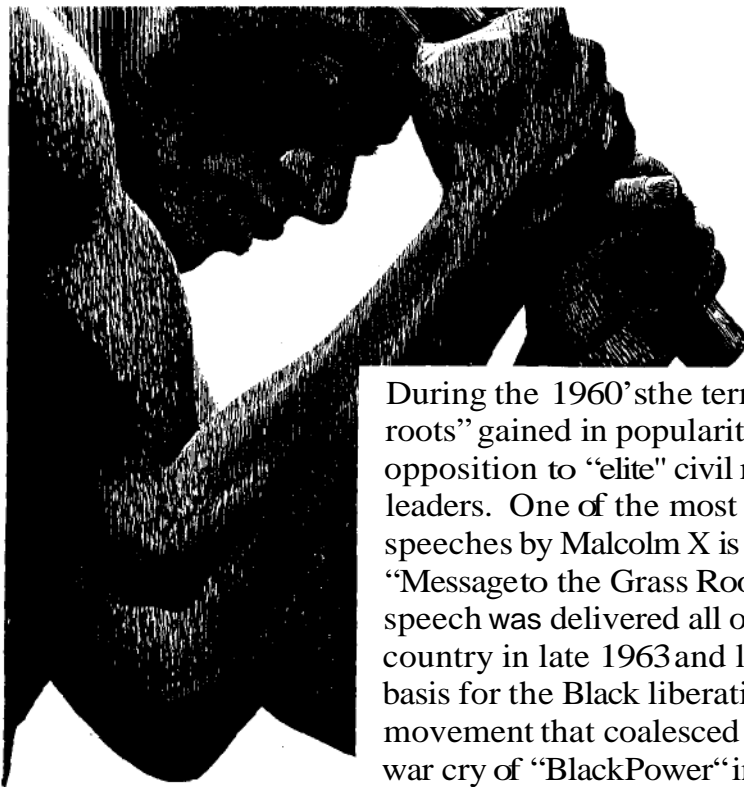 During the 1960'sthe
roots" gained in
opposition to “elite" civil
leaders. One of the most
speeches by Malcolm X is
“Messageto the Grass
speech was delivered all
country in late 1963and
basis for the Black
movement that coalesced
war cry of “BlackPower“